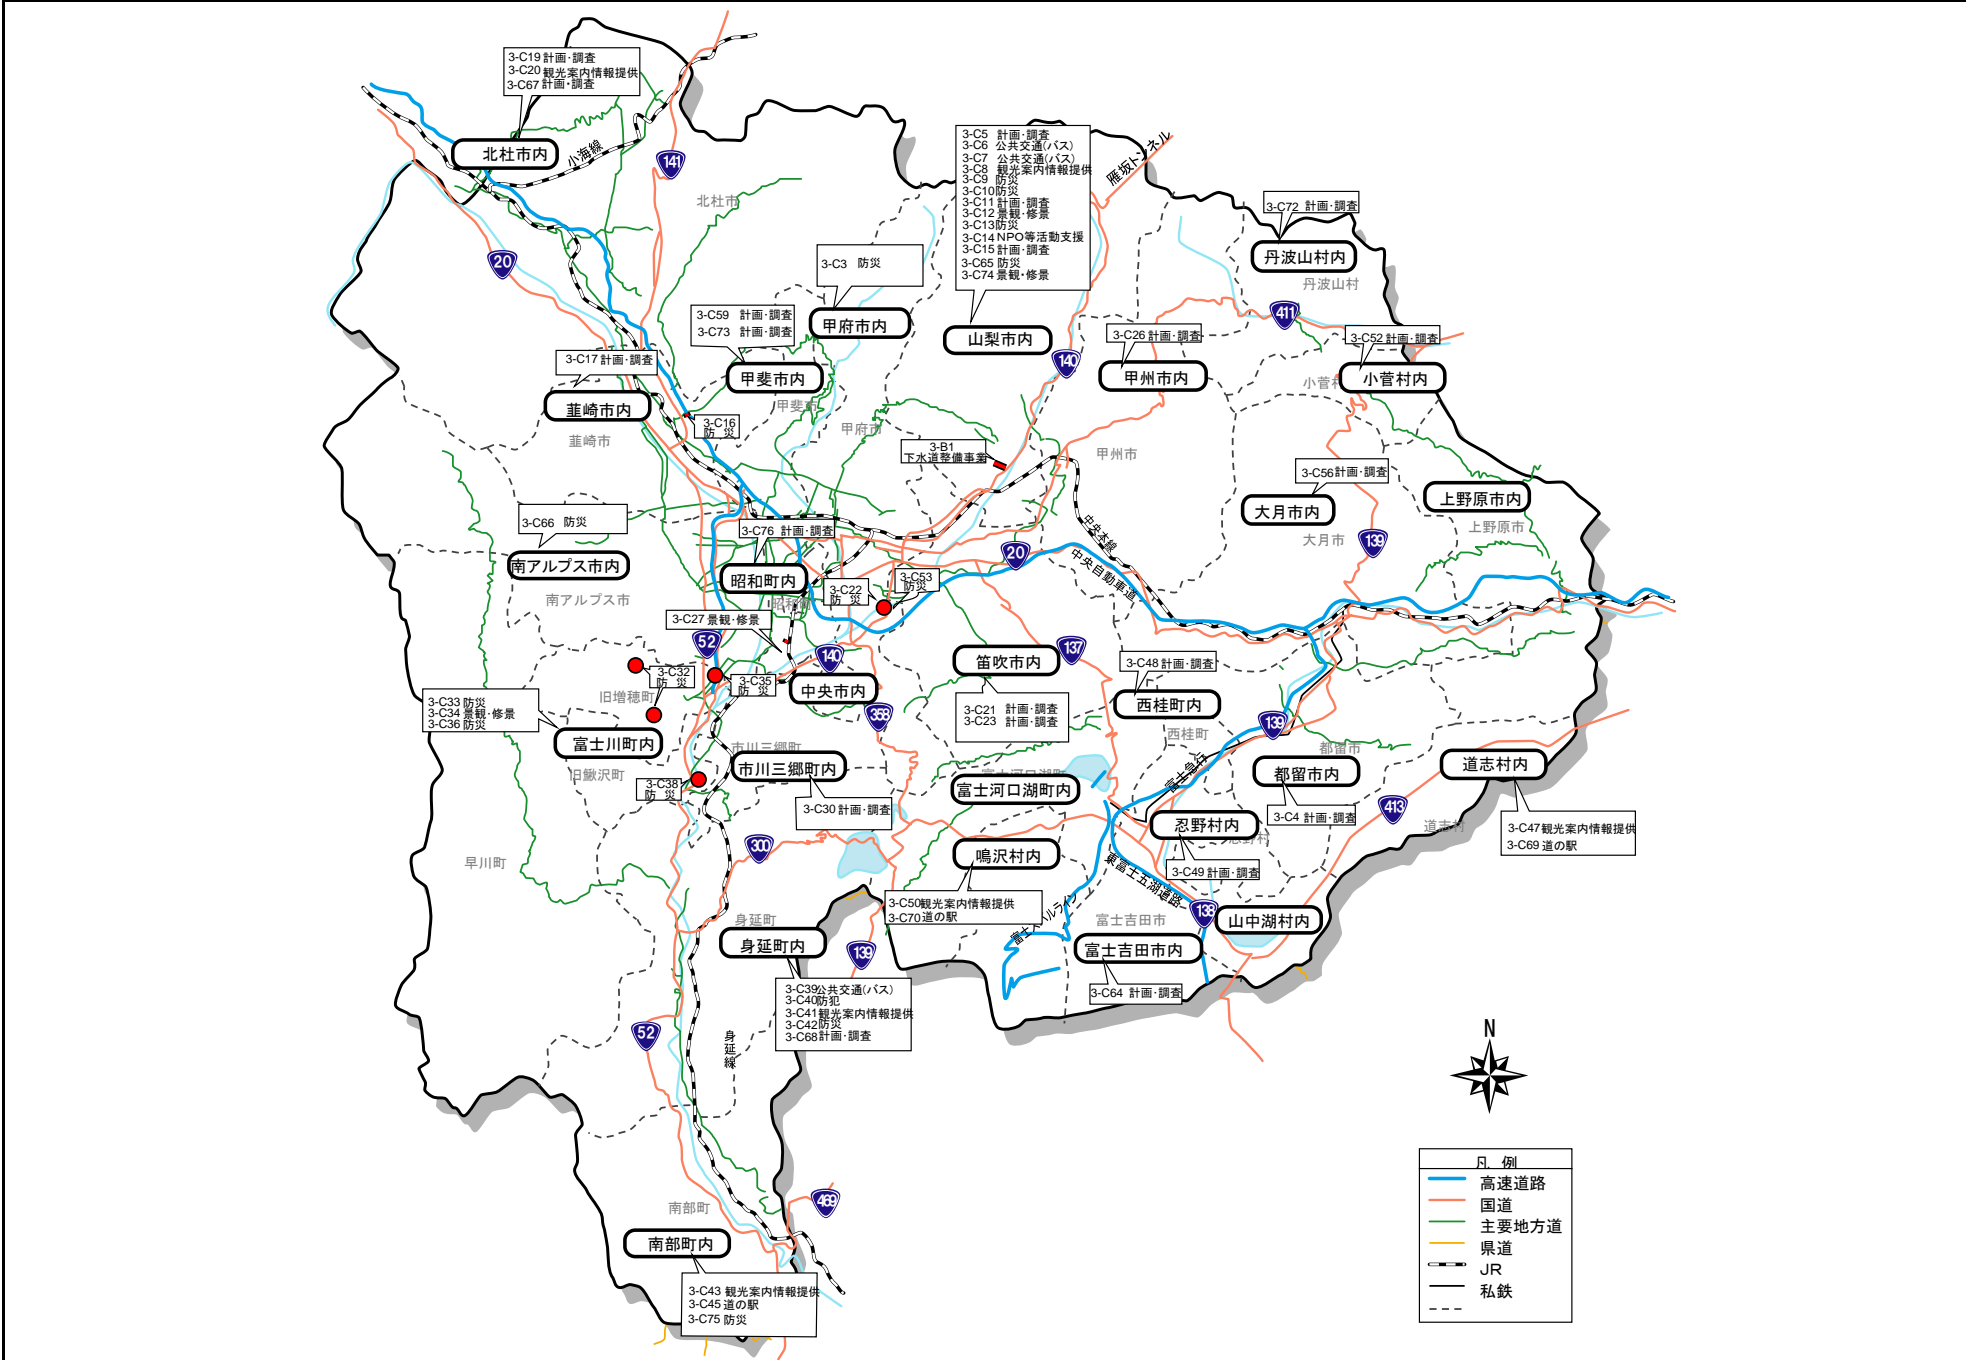 3-C19 計画・調査
3-C20 観光案内情報提供
3-C67 計画・調査
北杜市内
小海線
141
北杜市
20
3-C5 計画・調査
3-C6 公共交通(バス)
3-C7 公共交通(バス)
3-C8 観光案内情報提供
3-C9 防災
3-C10 防災
3-C11 計画・調査
3-C12 景観・修景
3-C13 防災
3-C14 NPO等活動支援
3-C15 計画・調査
3-C65 防災
3-C74 景観・修景
山梨市内
雁坂トンネル
3-C72 計画・調査
丹波山村内
丹波山村
411
3-C3 防災
甲府市内
3-C59 計画・調査
3-C73 計画・調査
甲斐市内
甲斐市
3-C17 計画・調査
韮崎市内
韮崎市
3-C16
防 災
甲府市
140
3-C26 計画・調査
甲州市内
甲州市
3-C52 計画・調査
小菅村内
小菅村
3-B1
下水道整備事業
3-C56 計画・調査
大月市内
大月市
139
上野原市内
上野原市
3-C66 防災
南アルプス市内
南アルプス市
3-C76 計画・調査
昭和町内
昭和町
3-C22
防 災
3-C53
防災
20
中央本線
中央自動車道
3-C27 景観・修景
52
140
137
3-C32
防 災
旧増穂町
3-C35
防 災
中央市内
358
笛吹市内
3-C21 計画・調査
3-C23 計画・調査
3-C48 計画・調査
西桂町内
西桂町
139
都留市
3-C33 防災
3-C34 景観・修景
3-C36 防災
富士川町内
旧鰍沢町
3-C38
防 災
市川三郷町
市川三郷町内
3-C30 計画・調査
富士河口湖町
富士河口湖町内
富士急行
都留市内
3-C4 計画・調査
道志村内
道志村
413
3-C47 観光案内情報提供
3-C69 道の駅
忍野村内
忍野村
3-C49 計画・調査
300
早川町
鳴沢村内
3-C50 観光案内情報提供
3-C70 道の駅
東富士五湖道路
138
山中湖村内
富士吉田市
富士吉田市内
3-C64 計画・調査
身延町
身延町内
139
3-C39 公共交通(バス)
3-C40 防犯
3-C41 観光案内情報提供
3-C42 防災
3-C68 計画・調査
52
身延線
N
469
南部町
南部町内
3-C43 観光案内情報提供
3-C45 道の駅
3-C75 防災
凡 例
高速道路
国道
主要地方道
県道
JR
私鉄